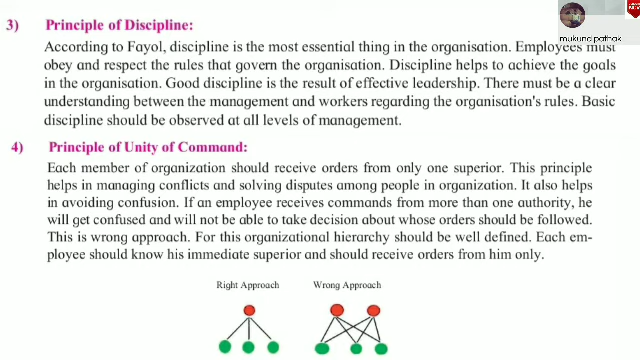 mukund pathak
3) Principle of Discipline:
According to Fayol, discipline is the most essential thing in the organisation. Employees must
obey and respect the rules that govern the organisation. Discipline helps to achieve the goals
in the organisation. Good discipline is the result of effective leadership. There must be a clear
understanding between the management and workers regarding the organisation's rules. Basic
discipline should be observed at all levels of management.
4) Principle of Unity of Command:
Each member of organization should receive orders from only one superior. This principle
helps in managing conflicts and solving disputes among people in organization. It also helps
in avoiding confusion. If an employee receives commands from more than one authority, he
will get confused and will not be able to take decision about whose orders should be followed.
This is wrong approach. For this organizational hierarchy should be well defined. Each em-
ployee should know his immediate superior and should receive orders from him only.
Right Approach Wrong Approach